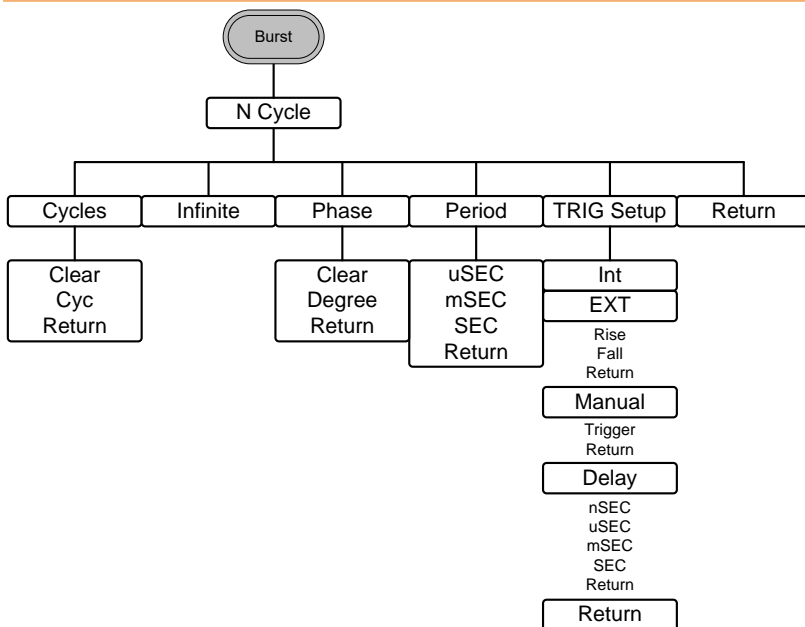 Burst
N Cycle
Cycles
Infinite
Phase
Period
TRIG Setup
Return
Clear
Cyc
Return
Clear
Degree
Return
uSEC
mSEC
SEC
Return
Int
EXT
Rise
Fall
Return
Manual
Trigger
Return
Delay
nSEC
uSEC
mSEC
SEC
Return
Return